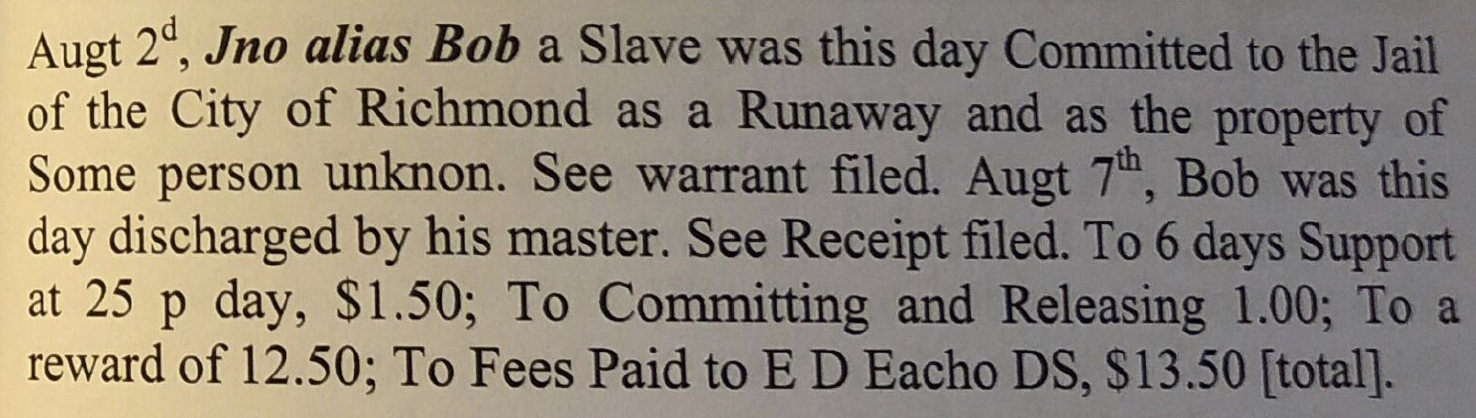 Augt 2d, Jno alias Bob a Slave was this day Committed to the Jail
of the City of Richmond as a Runaway and as the property of
Some person unknon. See warrant filed. Augt 7th, Bob was this
day discharged by his master. See Receipt filed. To 6 days Support
at 25 p day, $1.50; To Committing and Releasing 1.00; To a
reward of 12.50; To Fees Paid to E D Eacho DS, $13.50 [total].